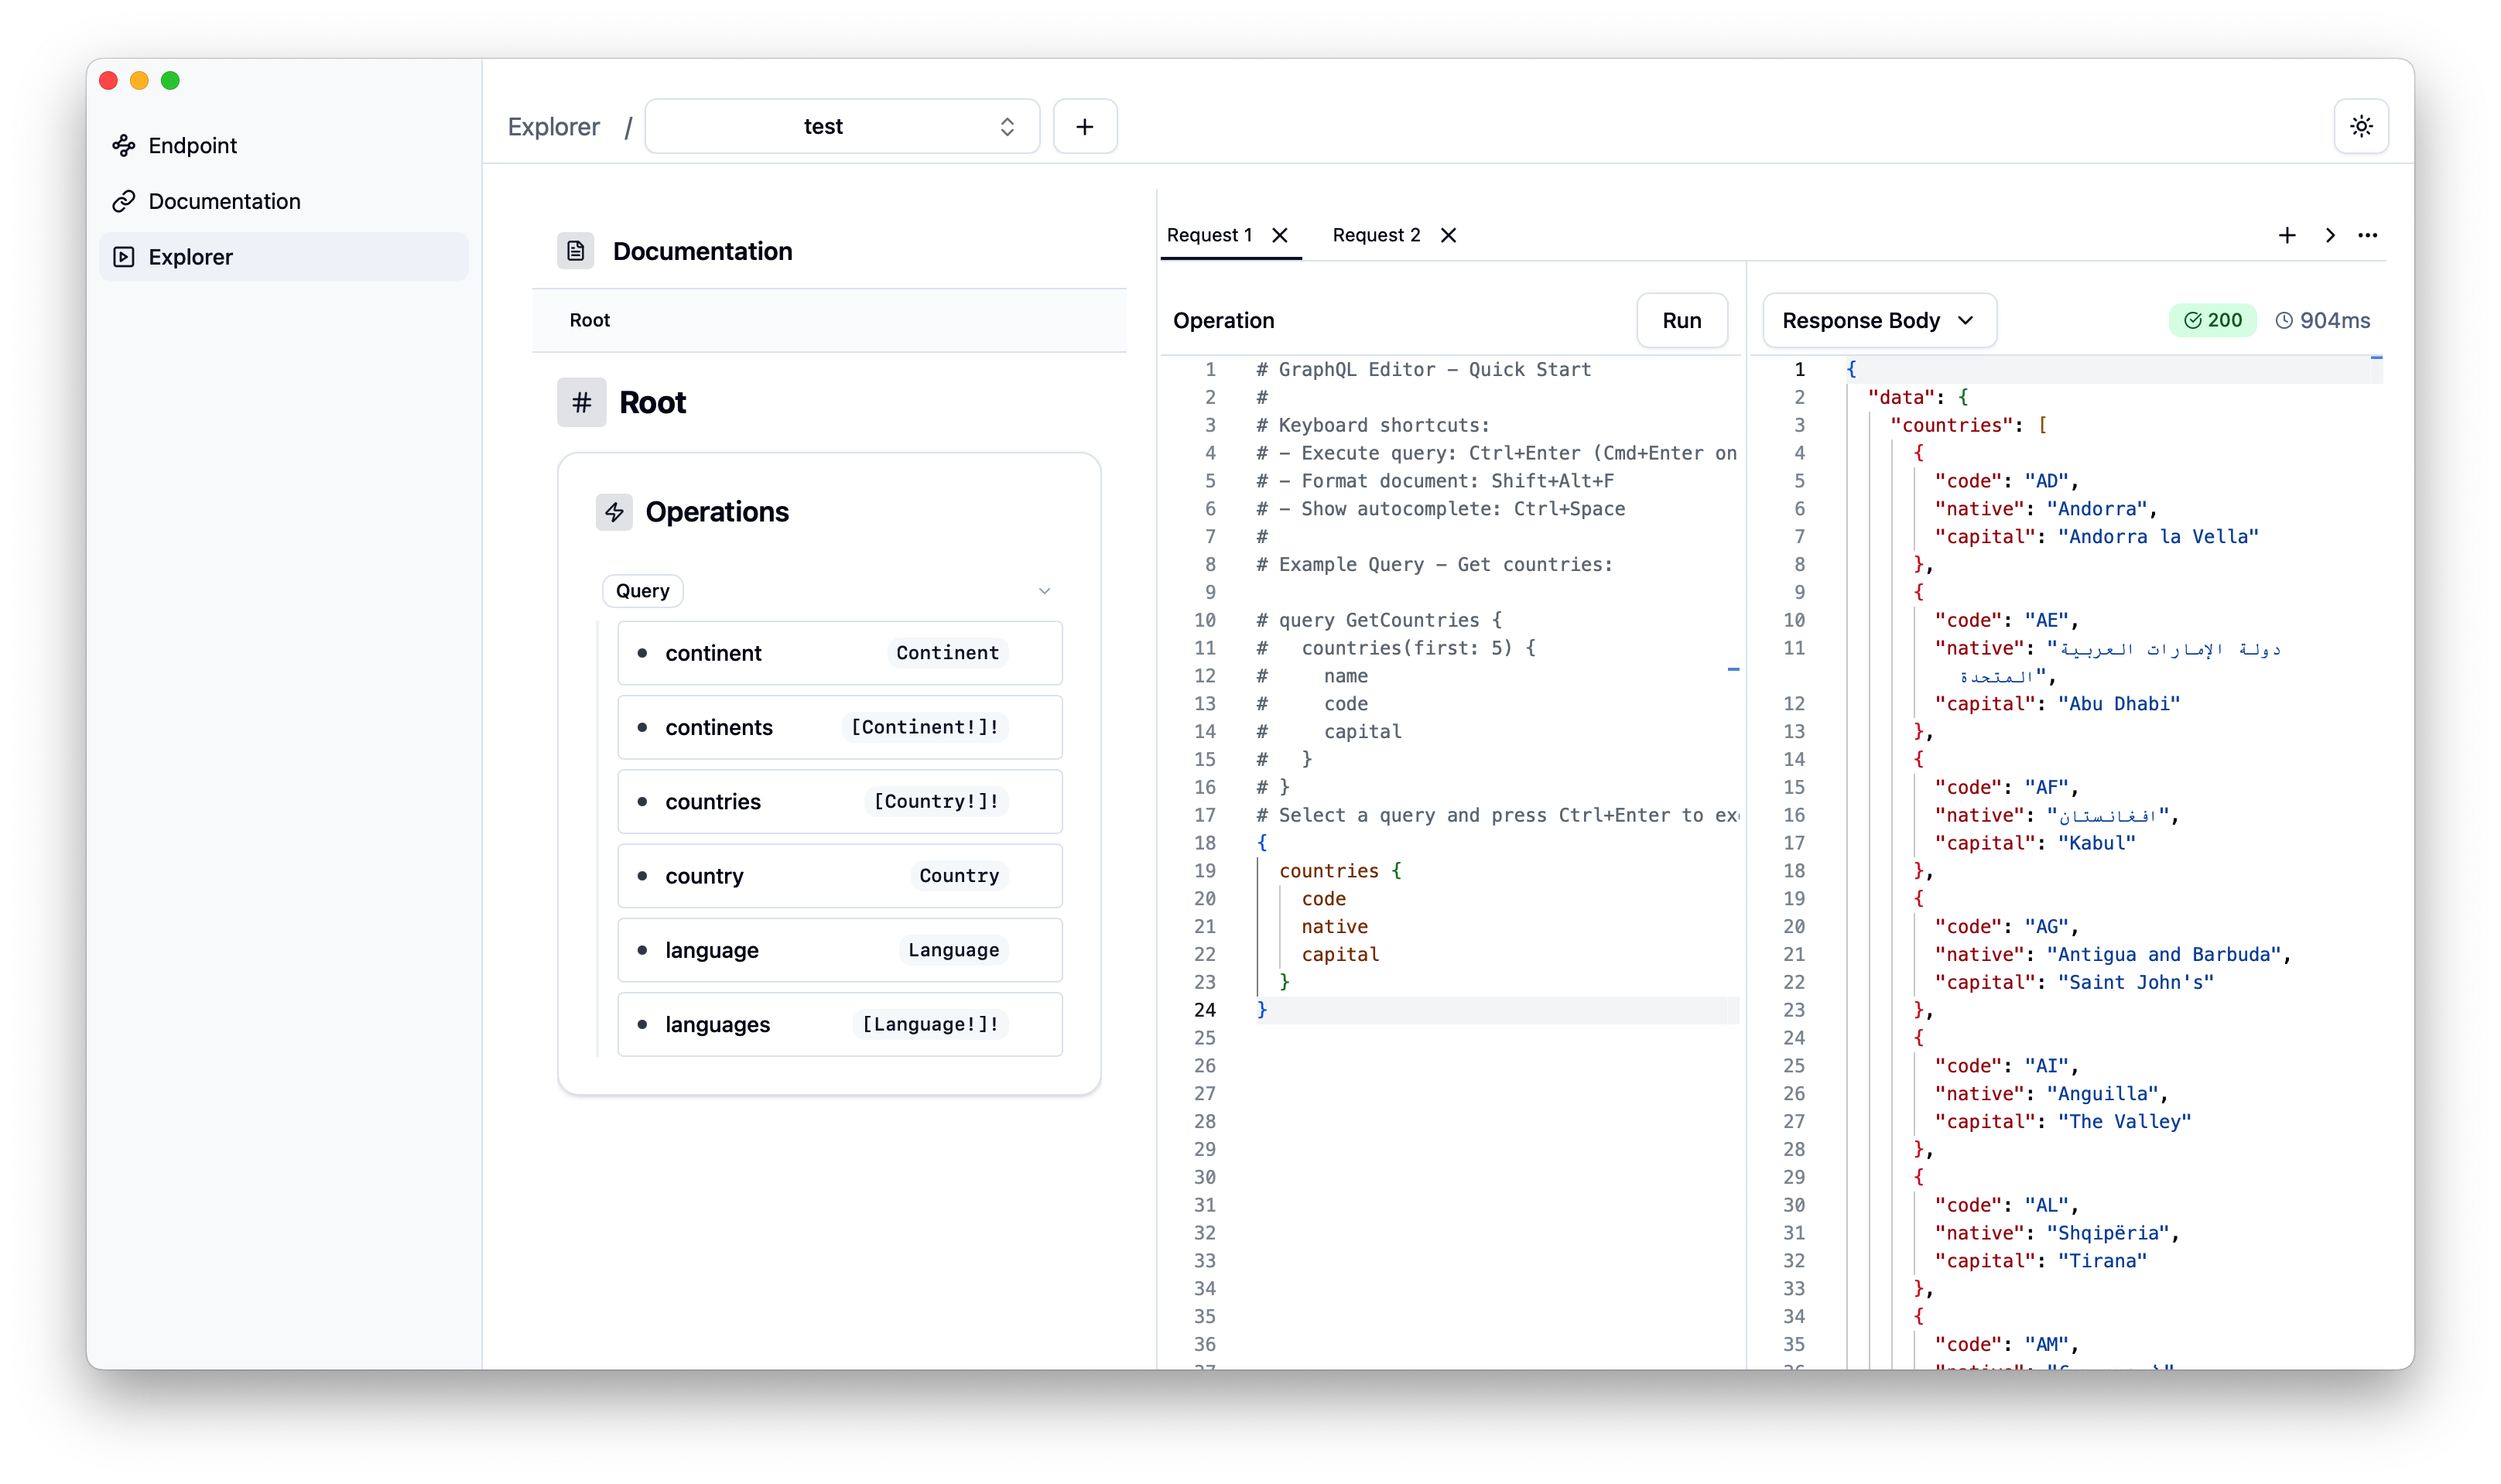 Endpoint
Documentation
Explorer
Explorer / test
Documentation
Root
# Root
Operations
Query
continent Continent
continents [Continent!]!
countries [Country!]!
country Country
language Language
languages [Language!]!
Request 1
Request 2
Operation
Run
1 # GraphQL Editor – Quick Start
2 #
3 # Keyboard shortcuts:
4 # – Execute query: Ctrl+Enter (Cmd+Enter on
5 # – Format document: Shift+Alt+F
6 # – Show autocomplete: Ctrl+Space
7 #
8 # Example Query – Get countries:
9
10 # query GetCountries {
11 #   countries(first: 5) {
12 #     name
13 #     code
14 #     capital
15 #   }
16 # }
17 # Select a query and press Ctrl+Enter to
18 {
19   countries {
20     code
21     native
22     capital
23   }
24 }
25
26
27
28
29
30
31
32
33
34
35
36
Response Body
200
904ms
1 {
2   "data": {
3     "countries": [
4       {
5         "code": "AD",
6         "native": "Andorra",
7         "capital": "Andorra la Vella"
8       },
9       {
10         "code": "AE",
11         "native": "دولة الإمارات العربية
المتحدة",
12         "capital": "Abu Dhabi"
13       },
14       {
15         "code": "AF",
16         "native": "افغانستان",
17         "capital": "Kabul"
18       },
19       {
20         "code": "AG",
21         "native": "Antigua and Barbuda",
22         "capital": "Saint John's"
23       },
24       {
25         "code": "AI",
26         "native": "Anguilla",
27         "capital": "The Valley"
28       },
29       {
30         "code": "AL",
31         "native": "Shqipëria",
32         "capital": "Tirana"
33       },
34       {
35         "code": "AM",